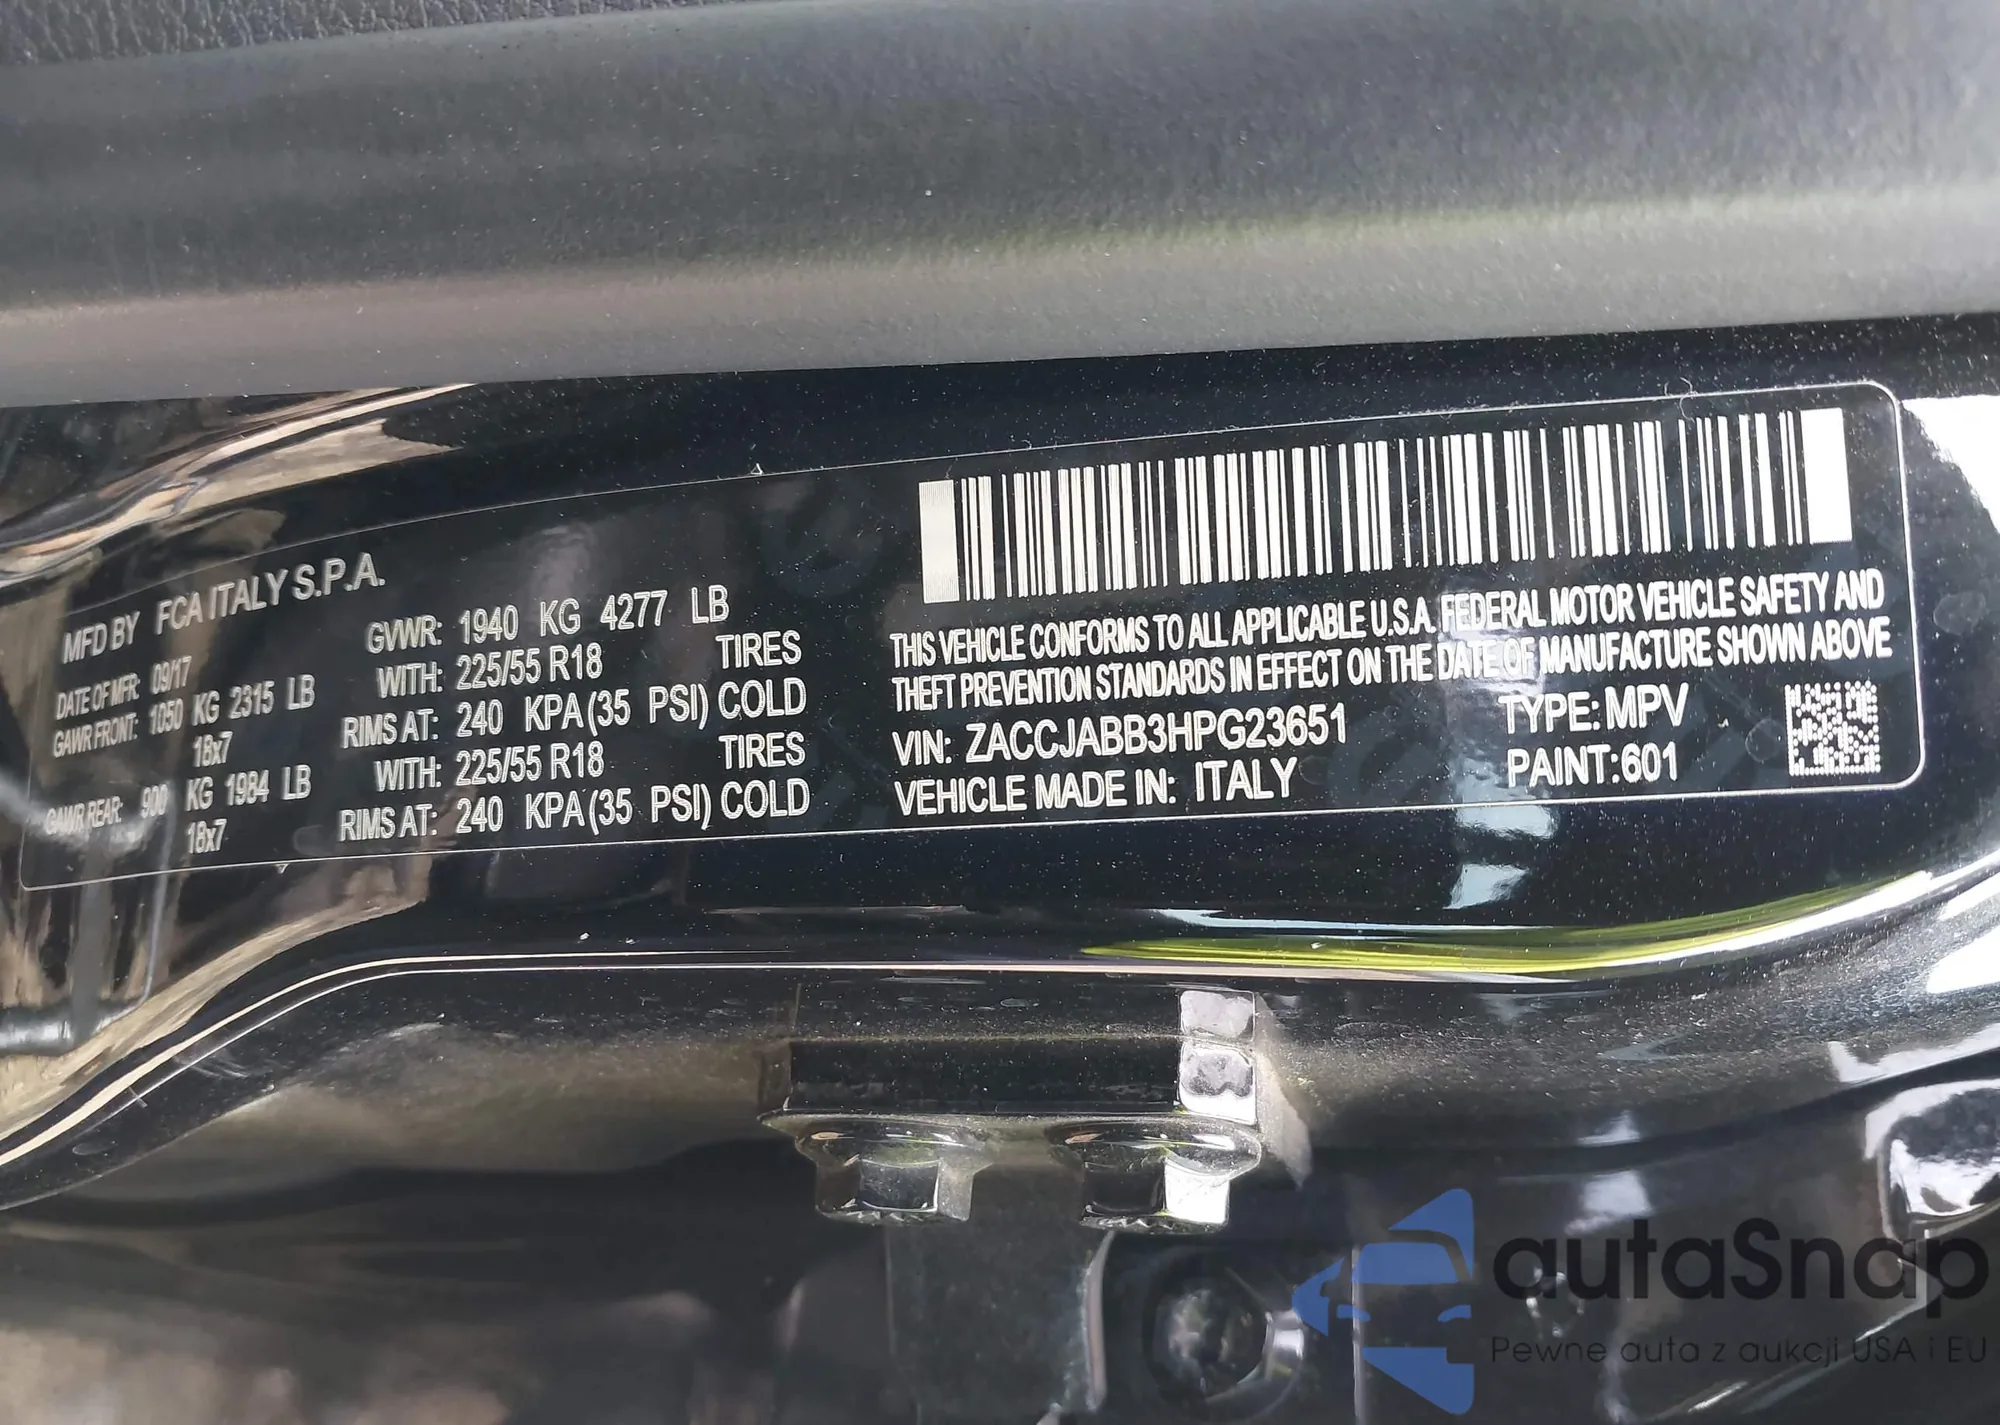 MFD BY FCA ITALY S.P.A.
DATE OF MFR: 09/17 GVWR: 1940 KG 4277 LB
GAWR FRONT: 1050 KG 2315 LB WITH: 225/55 R18 TIRES
18x7 RIMS AT: 240 KPA(35 PSI) COLD
GAWR REAR: 900 KG 1984 LB WITH: 225/55 R18 TIRES
18x7 RIMS AT: 240 KPA(35 PSI) COLD
THIS VEHICLE CONFORMS TO ALL APPLICABLE U.S.A. FEDERAL MOTOR VEHICLE SAFETY AND
THEFT PREVENTION STANDARDS IN EFFECT ON THE DATE OF MANUFACTURE SHOWN ABOVE
VIN: ZACCJABB3HPG23651 TYPE: MPV
VEHICLE MADE IN: ITALY PAINT: 601
autaSnap
Pewne auta z aukcji USA i EU